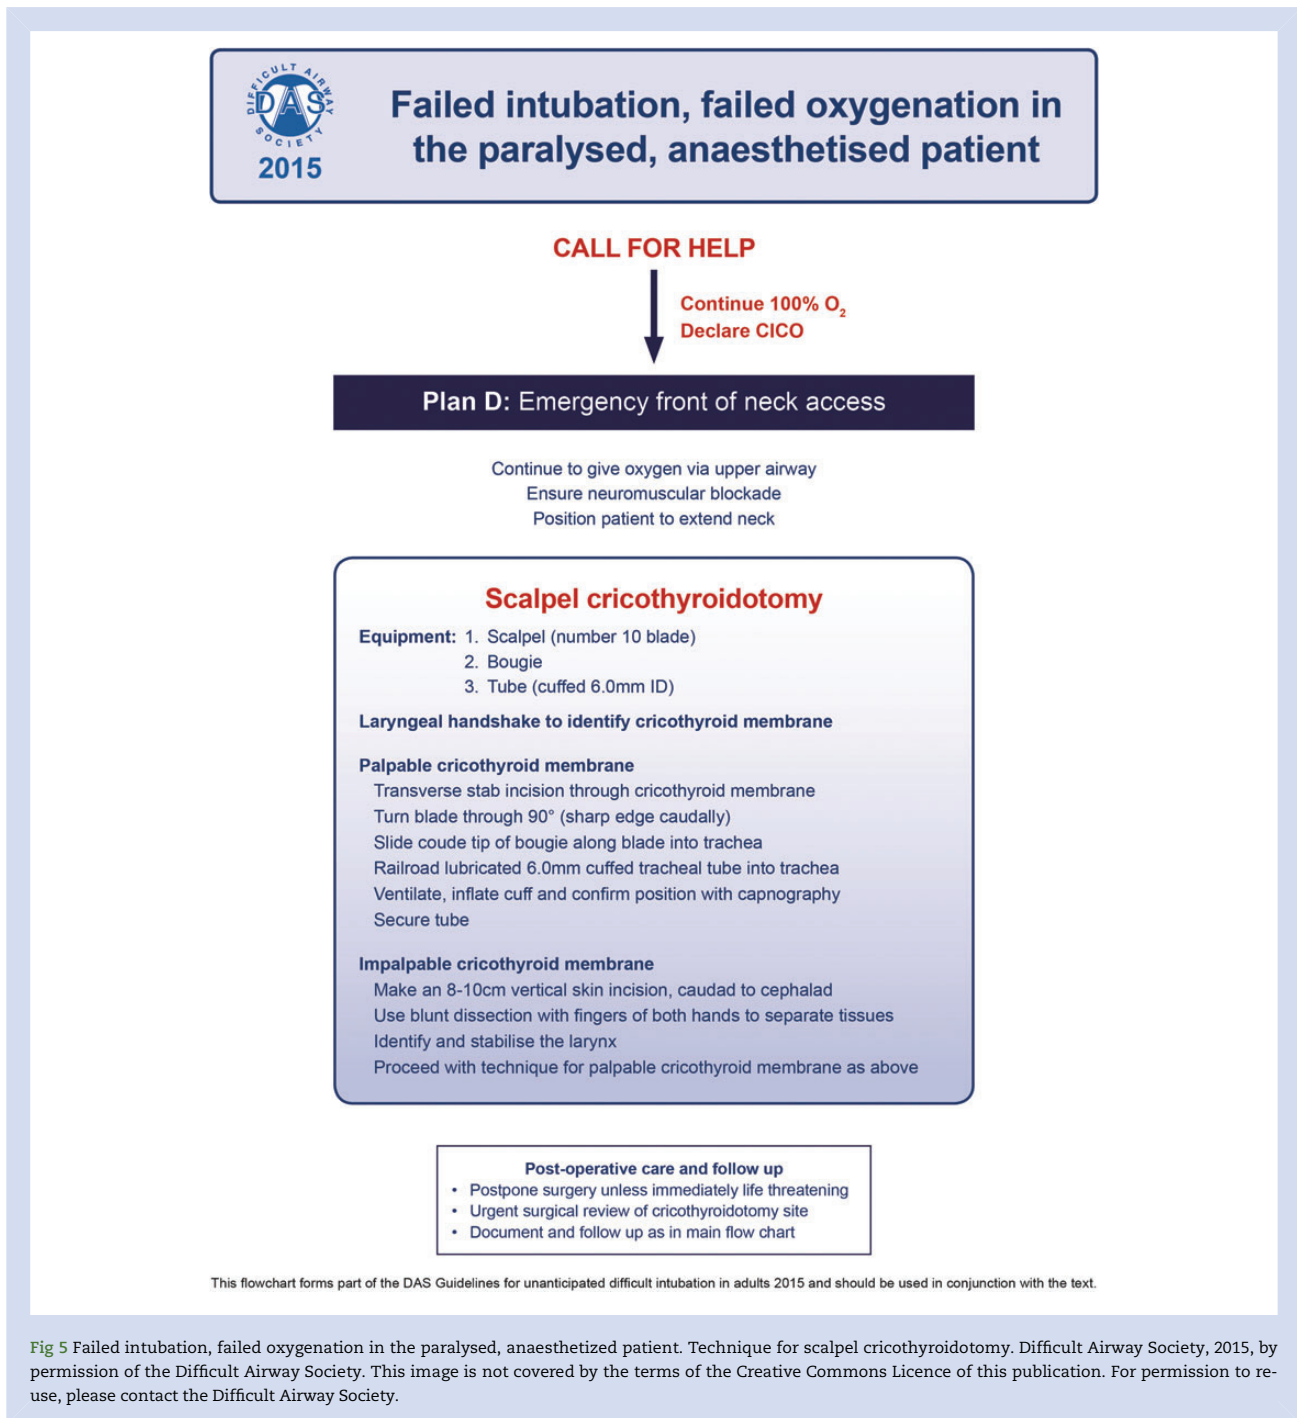 DIFFICULT AIRWAY SOCIETY
DAS
2015
Failed intubation, failed oxygenation in
the paralysed, anaesthetised patient
CALL FOR HELP
Continue 100% O₂
Declare CICO
Plan D: Emergency front of neck access
Continue to give oxygen via upper airway
Ensure neuromuscular blockade
Position patient to extend neck
Scalpel cricothyroidotomy
Equipment: 1. Scalpel (number 10 blade)
2. Bougie
3. Tube (cuffed 6.0mm ID)
Laryngeal handshake to identify cricothyroid membrane
Palpable cricothyroid membrane
Transverse stab incision through cricothyroid membrane
Turn blade through 90° (sharp edge caudally)
Slide coude tip of bougie along blade into trachea
Railroad lubricated 6.0mm cuffed tracheal tube into trachea
Ventilate, inflate cuff and confirm position with capnography
Secure tube
Impalpable cricothyroid membrane
Make an 8-10cm vertical skin incision, caudad to cephalad
Use blunt dissection with fingers of both hands to separate tissues
Identify and stabilise the larynx
Proceed with technique for palpable cricothyroid membrane as above
Post-operative care and follow up
• Postpone surgery unless immediately life threatening
• Urgent surgical review of cricothyroidotomy site
• Document and follow up as in main flow chart
This flowchart forms part of the DAS Guidelines for unanticipated difficult intubation in adults 2015 and should be used in conjunction with the text.
Fig 5 Failed intubation, failed oxygenation in the paralysed, anaesthetized patient. Technique for scalpel cricothyroidotomy. Difficult Airway Society, 2015, by
permission of the Difficult Airway Society. This image is not covered by the terms of the Creative Commons Licence of this publication. For permission to re-
use, please contact the Difficult Airway Society.